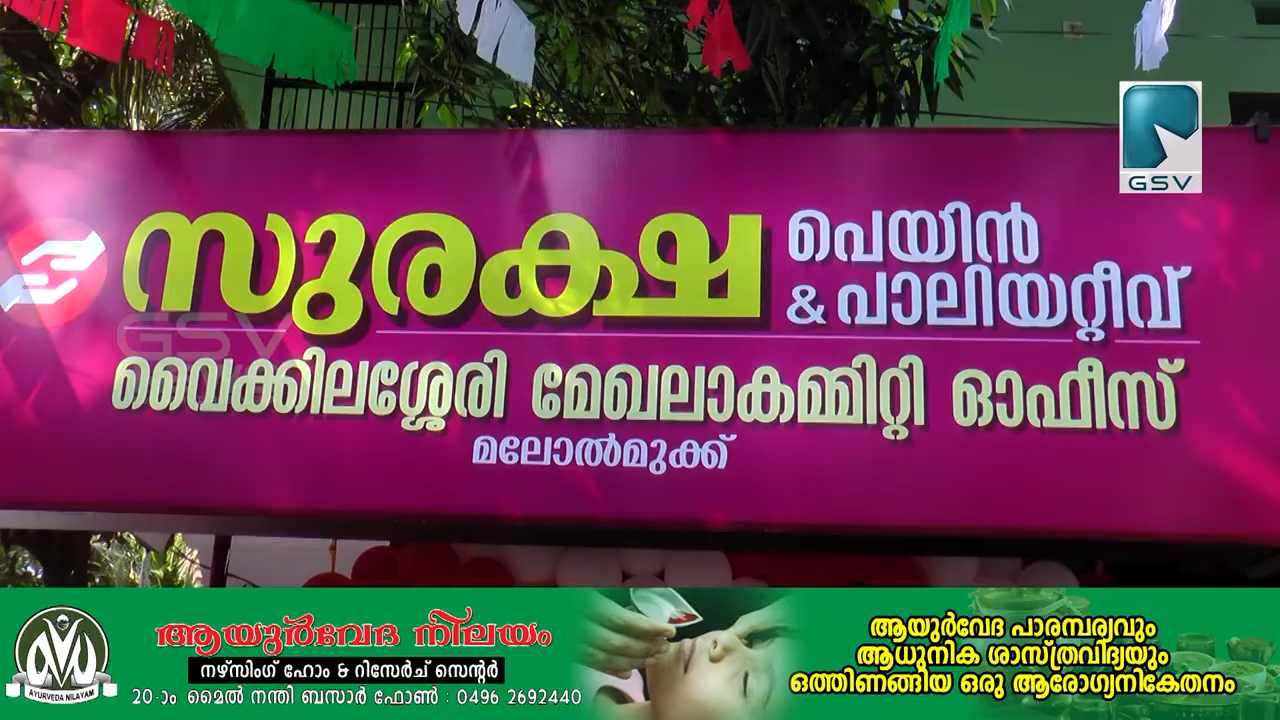 GSV
സുരക്ഷ പെയിൻ
& പാലിയറ്റീവ്
GSV
വൈക്കിലശ്ശേരി മേഖലാകമ്മിറ്റി ഓഫീസ്
മലോൽമുക്ക്
ആയുർവേദ നിലയം
നഴ്സിംഗ് ഹോം & റിസേർച് സെന്റർ
20-ാം മൈൽ നന്തി ബസാർ ഫോൺ : 0496 2692440
AYURVEDA NILAYAM
ആയുർവേദ പാരമ്പര്യവും
ആധുനിക ശാസ്ത്രവിദ്യയും
ഒത്തിണങ്ങിയ ഒരു ആരോഗ്യനികേതനം